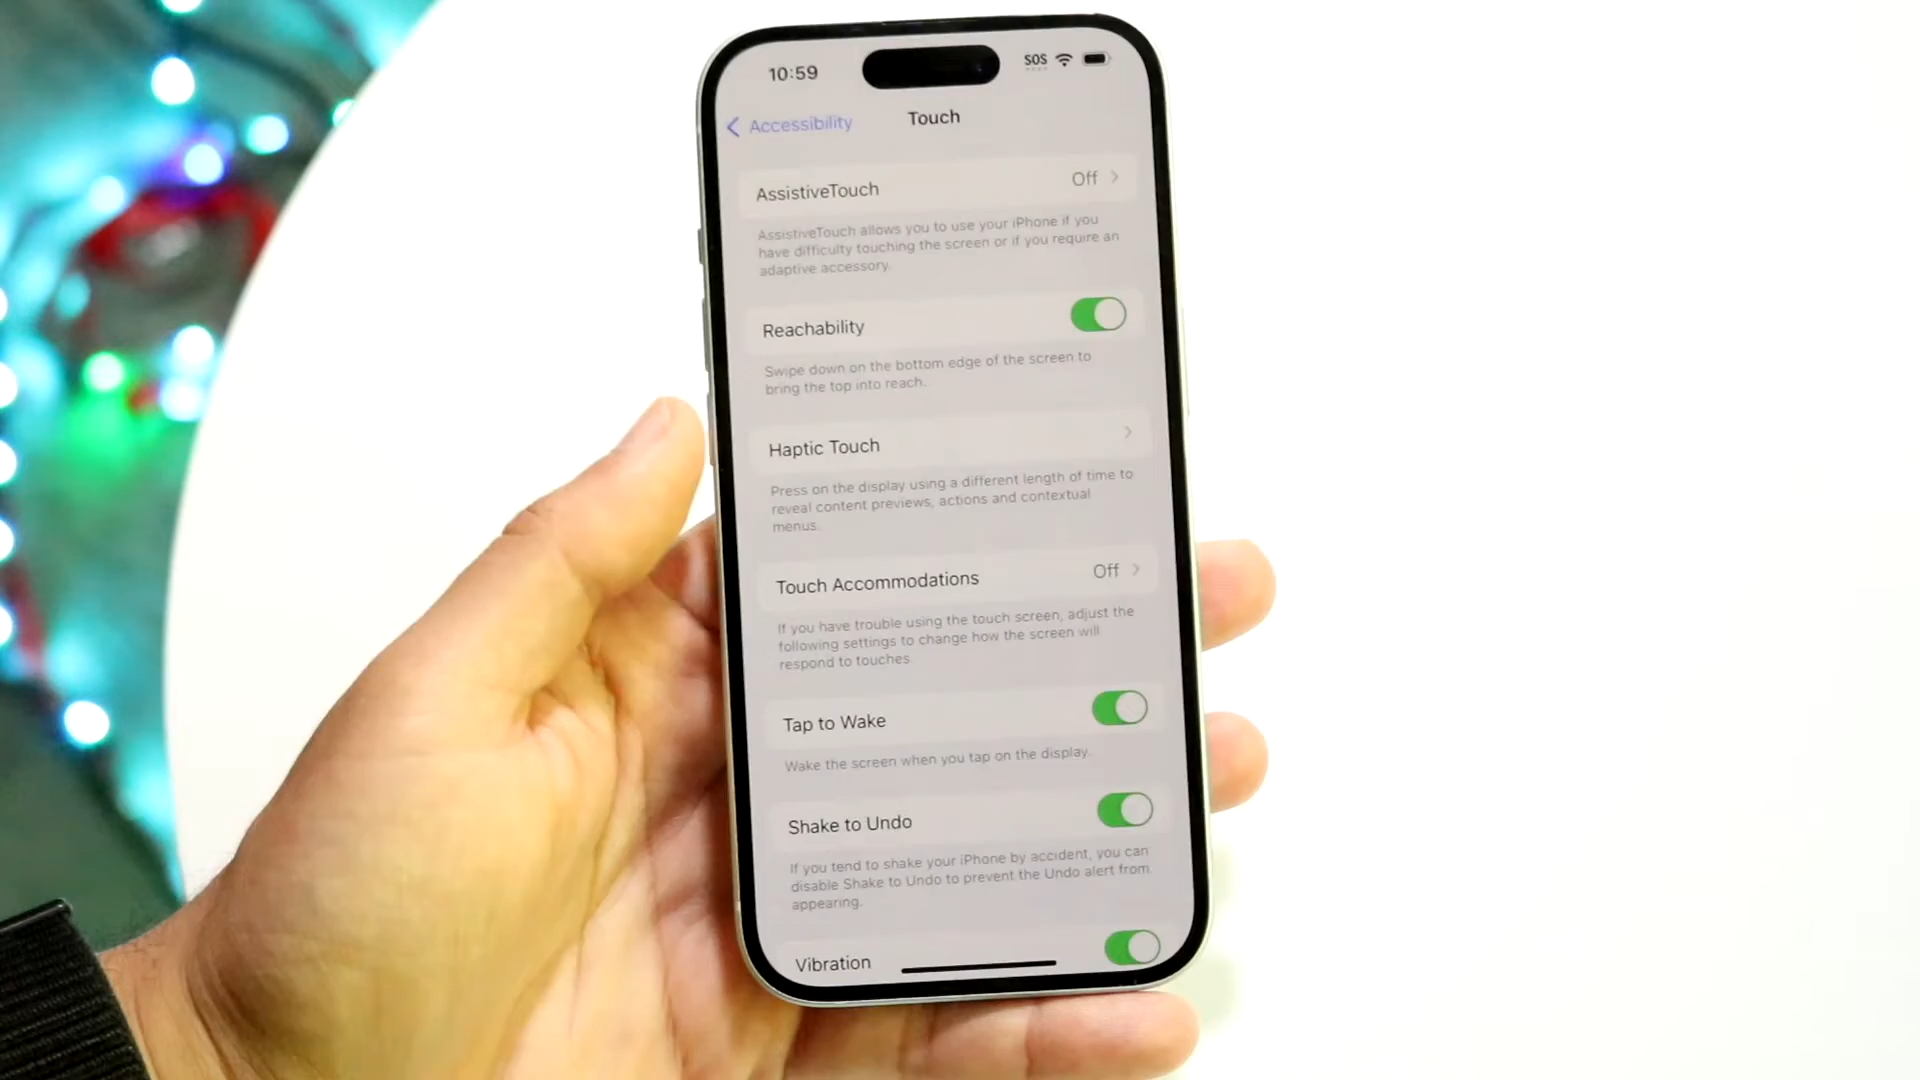 10:59
SOS
Accessibility
Touch
AssistiveTouch
Off
AssistiveTouch allows you to use your iPhone if you
have difficulty touching the screen or if you require an
adaptive accessory.
Reachability
Swipe down on the bottom edge of the screen to
bring the top into reach.
Haptic Touch
Press on the display using a different length of time to
reveal content previews, actions and contextual
menus.
Touch Accommodations
Off
If you have trouble using the touch screen, adjust the
following settings to change how the screen will
respond to touches.
Tap to Wake
Wake the screen when you tap on the display.
Shake to Undo
If you tend to shake your iPhone by accident, you can
disable Shake to Undo to prevent the Undo alert from
appearing.
Vibration